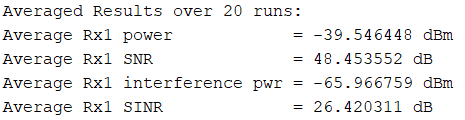 Averaged Results over 20 runs:
Average Rx1 power = -39.546448 dBm
Average Rx1 SNR = 48.453552 dB
Average Rx1 interference pwr = -65.966759 dBm
Average Rx1 SINR = 26.420311 dB